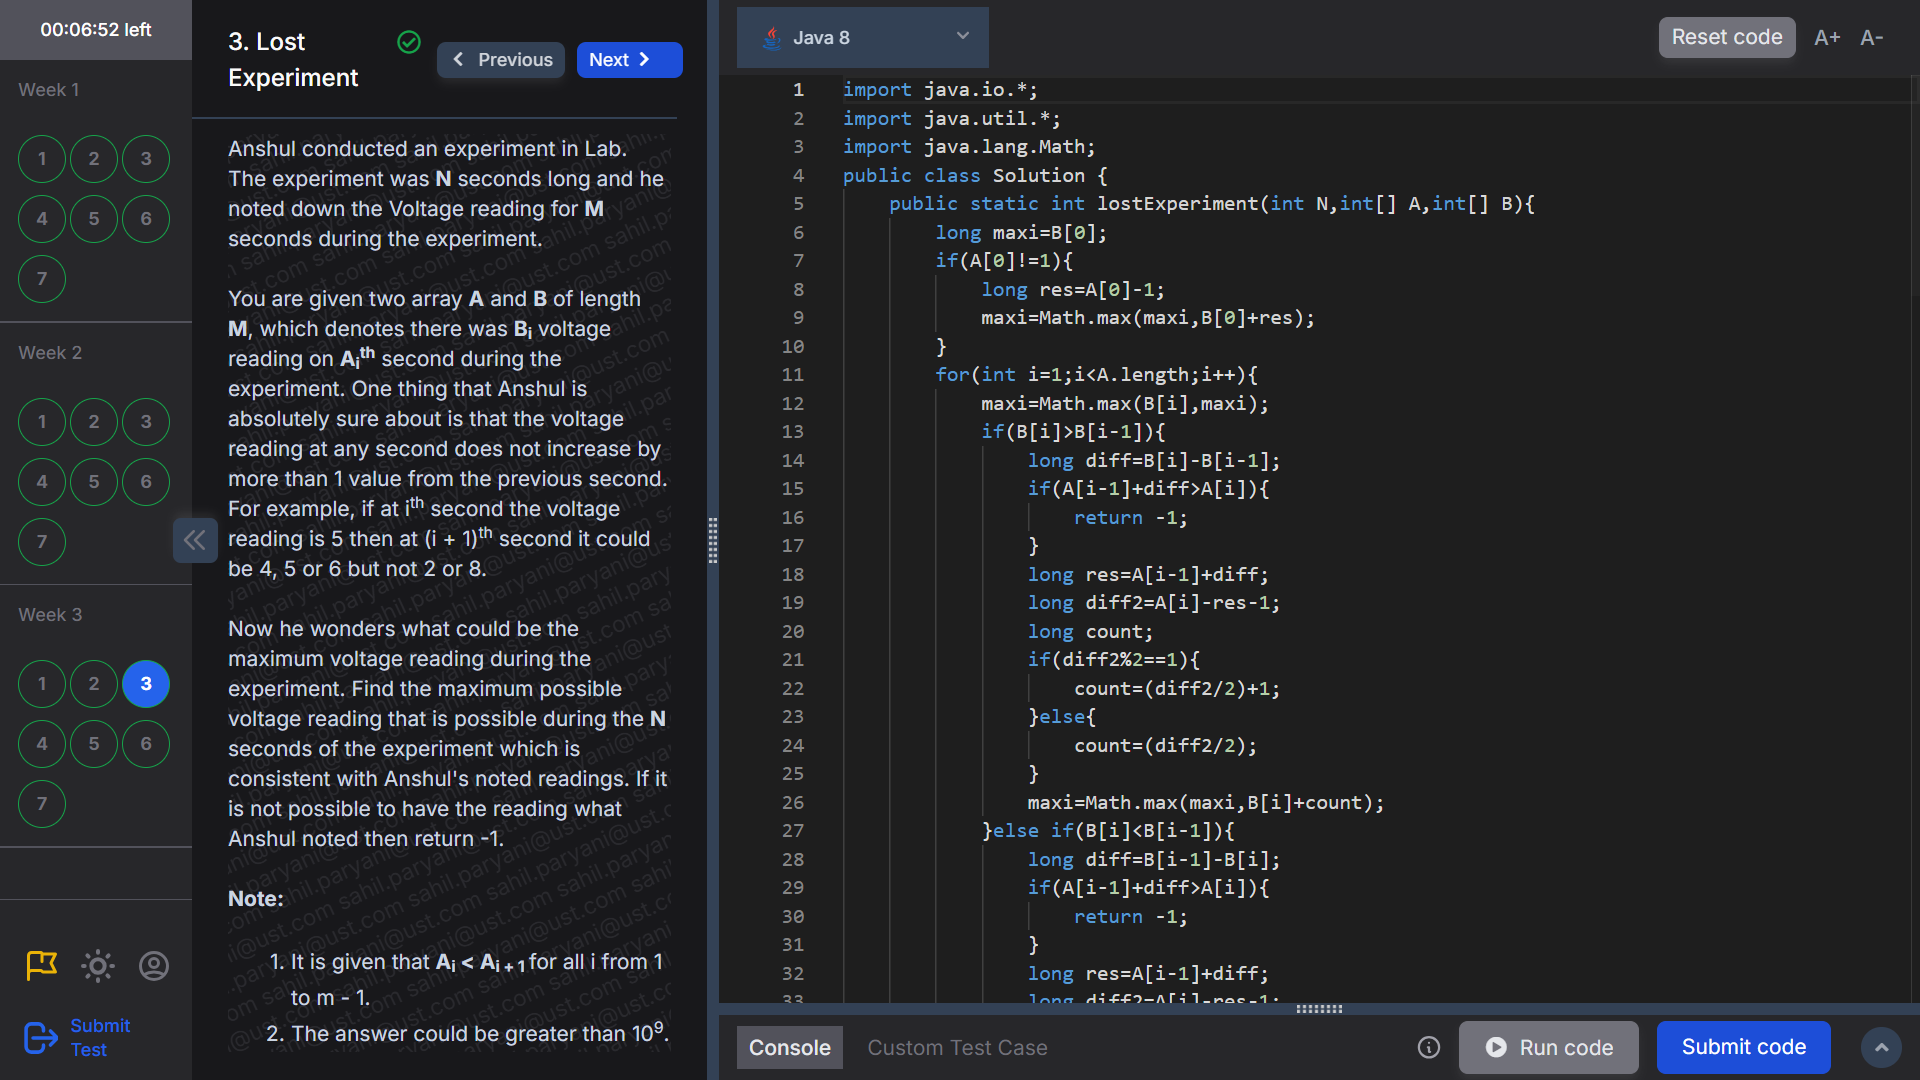 00:06:52 left
Week 1
1 2 3
4 5 6
7
Week 2
1 2 3
4 5 6
7
Week 3
1 2 3
4 5 6
7
Submit
Test
3. Lost
Experiment
Previous
Next
Anshul conducted an experiment in Lab.
The experiment was N seconds long and he
noted down the Voltage reading for M
seconds during the experiment.
You are given two array A and B of length
M, which denotes there was Bi voltage
reading on Ai th second during the
experiment. One thing that Anshul is
absolutely sure about is that the voltage
reading at any second does not increase by
more than 1 value from the previous second.
For example, if at ith second the voltage
reading is 5 then at (i + 1)th second it could
be 4, 5 or 6 but not 2 or 8.
Now he wonders what could be the
maximum voltage reading during the
experiment. Find the maximum possible
voltage reading that is possible during the N
seconds of the experiment which is
consistent with Anshul's noted readings. If it
is not possible to have the reading what
Anshul noted then return -1.
Note:
1. It is given that Ai < Ai + 1 for all i from 1
to m - 1.
2. The answer could be greater than 10⁹.
Java 8
Reset code
A+ A-
1 import java.io.*;
2 import java.util.*;
3 import java.lang.Math;
4 public class Solution {
5 public static int lostExperiment(int N,int[] A,int[] B){
6 long maxi=B[0];
7 if(A[0]!=1){
8 long res=A[0]-1;
9 maxi=Math.max(maxi,B[0]+res);
10 }
11 for(int i=1;i<A.length;i++){
12 maxi=Math.max(B[i],maxi);
13 if(B[i]>B[i-1]){
14 long diff=B[i]-B[i-1];
15 if(A[i-1]+diff>A[i]){
16 return -1;
17 }
18 long res=A[i-1]+diff;
19 long diff2=A[i]-res-1;
20 long count;
21 if(diff2%2==1){
22 count=(diff2/2)+1;
23 }else{
24 count=(diff2/2);
25 }
26 maxi=Math.max(maxi,B[i]+count);
27 }else if(B[i]<B[i-1]){
28 long diff=B[i-1]-B[i];
29 if(A[i-1]+diff>A[i]){
30 return -1;
31 }
32 long res=A[i-1]+diff;
33 long diff2=A[i]-res-1;
Console
Custom Test Case
Run code
Submit code